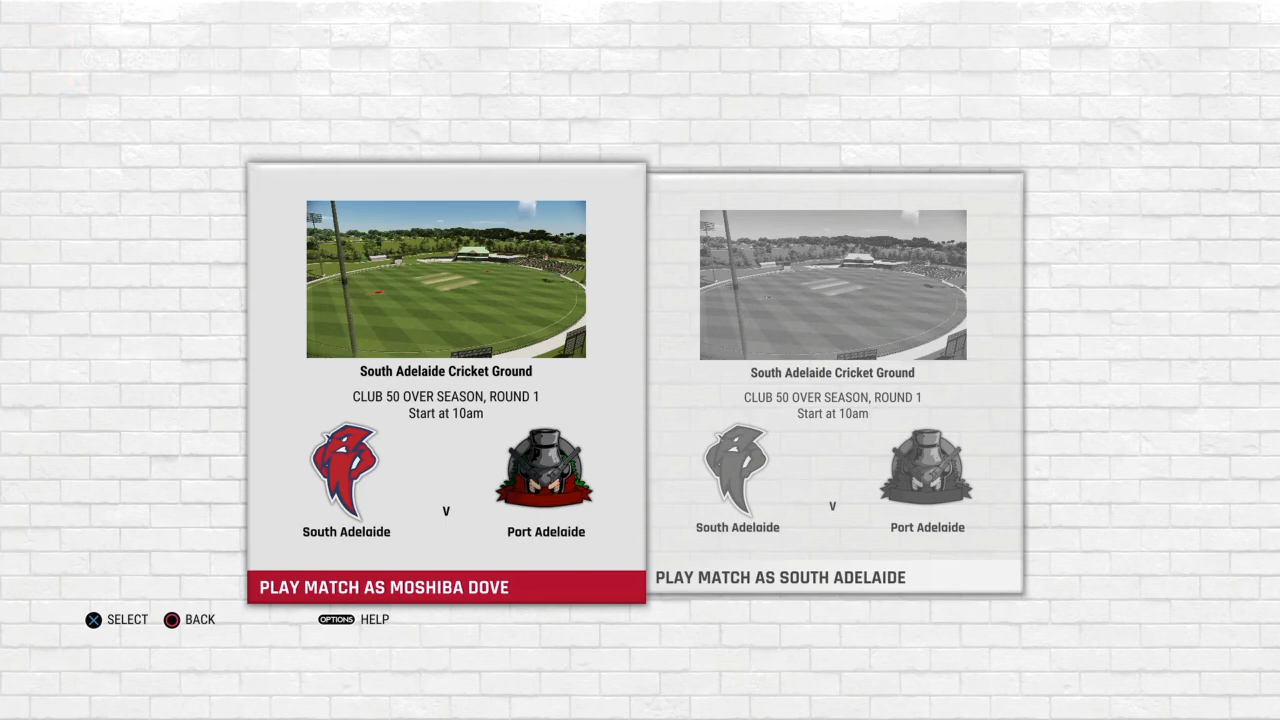 South Adelaide Cricket Ground
CLUB 50 OVER SEASON, ROUND 1
Start at 10am
South Adelaide
V
Port Adelaide
PLAY MATCH AS MOSHIBA DOVE
South Adelaide Cricket Ground
CLUB 50 OVER SEASON, ROUND 1
Start at 10am
South Adelaide
V
Port Adelaide
PLAY MATCH AS SOUTH ADELAIDE
SELECT
BACK
OPTIONS HELP